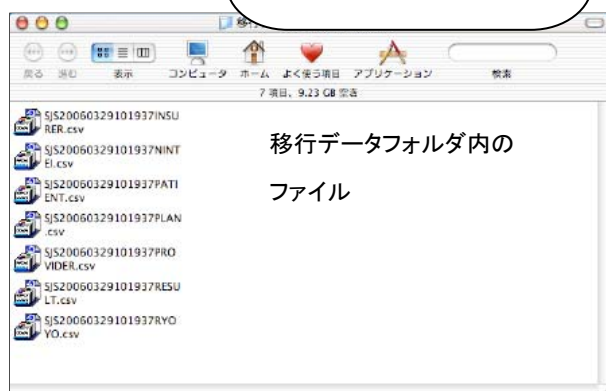 移行
戻る 進む 表示 コンピュータ ホーム よく使う項目 アプリケーション 検索
7 項目、9.23 GB 空き
SJS20060329101937INSU
RER.csv
SJS20060329101937NINT
EI.csv
SJS20060329101937PATI
ENT.csv
SJS20060329101937PLAN
.csv
SJS20060329101937PRO
VIDER.csv
SJS20060329101937RESU
LT.csv
SJS20060329101937RYO
YO.csv
移行データフォルダ内の
ファイル